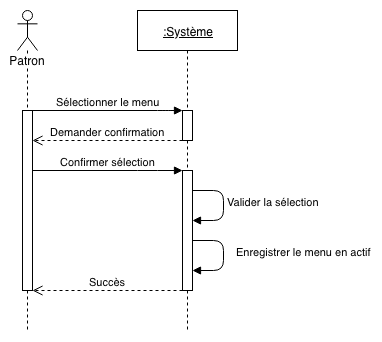 :Système
Patron
Sélectionner le menu
Demander confirmation
Confirmer sélection
Valider la sélection
Enregistrer le menu en actif
Succès